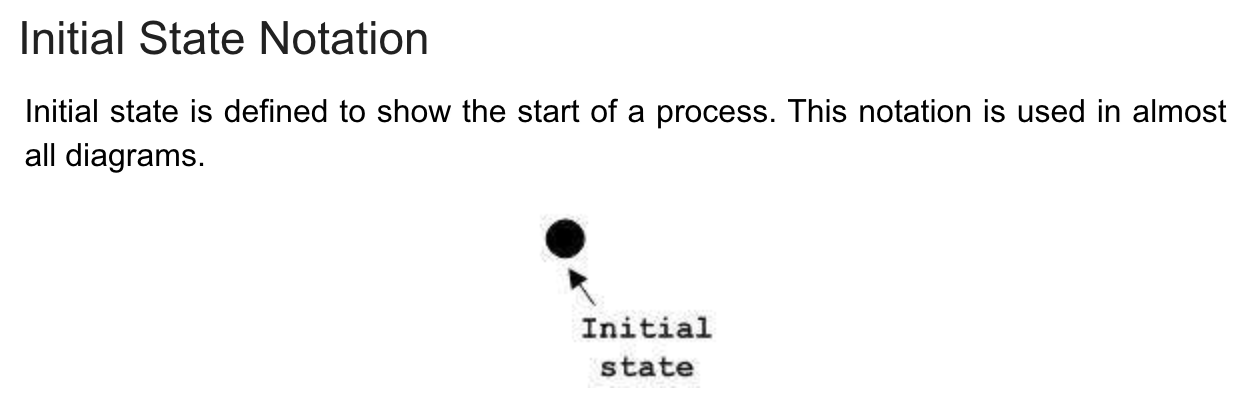 Initial State Notation
Initial state is defined to show the start of a process. This notation is used in almost
all diagrams.
Initial
state